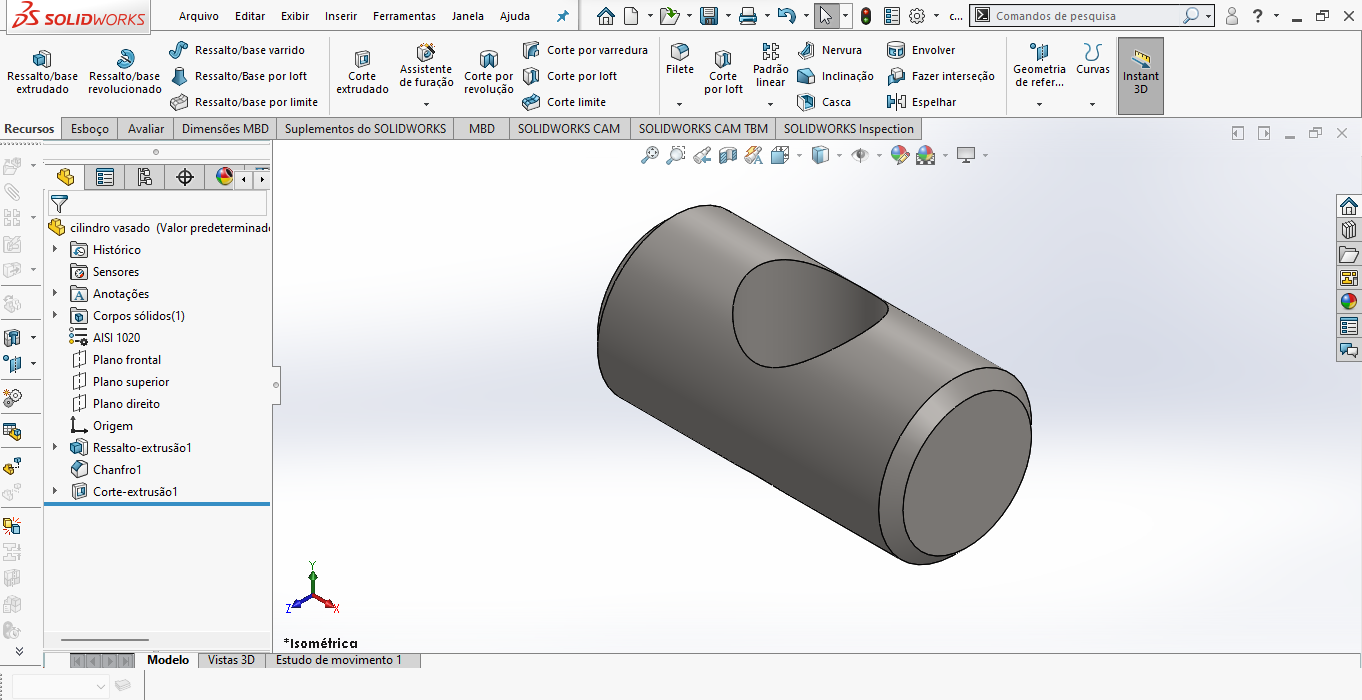 SOLIDWORKS
Arquivo Editar Exibir Inserir Ferramentas Janela Ajuda
c...
Comandos de pesquisa
?
Ressalto/base extrudado
Ressalto/base revolucionado
Ressalto/base varrido
Ressalto/Base por loft
Ressalto/base por limite
Corte extrudado
Assistente de furação
Corte por revolução
Corte por varredura
Corte por loft
Corte limite
Filete
Corte por loft
Padrão linear
Nervura
Inclinação
Casca
Envolver
Fazer interseção
Espelhar
Geometria de refer...
Curvas
Instant 3D
Recursos Esboço Avaliar Dimensões MBD Suplementos do SOLIDWORKS MBD SOLIDWORKS CAM SOLIDWORKS CAM TBM SOLIDWORKS Inspection
cilindro vasado (Valor predeterminad
Histórico
Sensores
Anotações
Corpos sólidos(1)
AISI 1020
Plano frontal
Plano superior
Plano direito
Origem
Ressalto-extrusão1
Chanfro1
Corte-extrusão1
Y
Z
X
*Isométrica
Modelo Vistas 3D Estudo de movimento 1